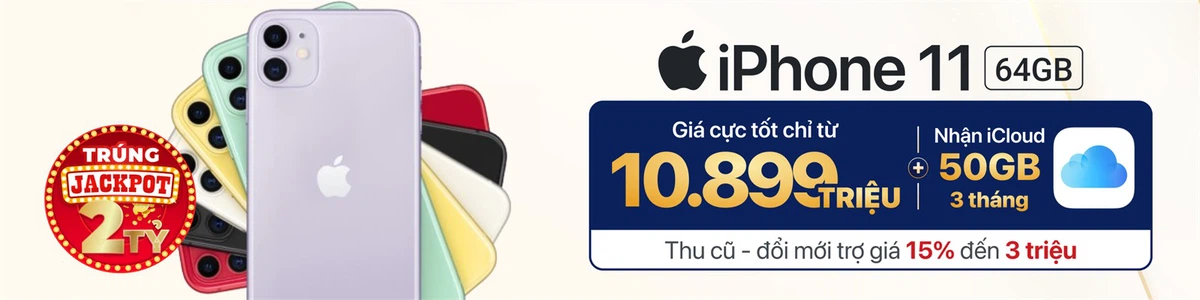 TRÚNG
JACKPOT
2 TỶ
iPhone 11 64GB
Giá cực tốt chỉ từ
10.899 TRIỆU
+
Nhận iCloud
50GB
3 tháng
Thu cũ - đổi mới trợ giá 15% đến 3 triệu